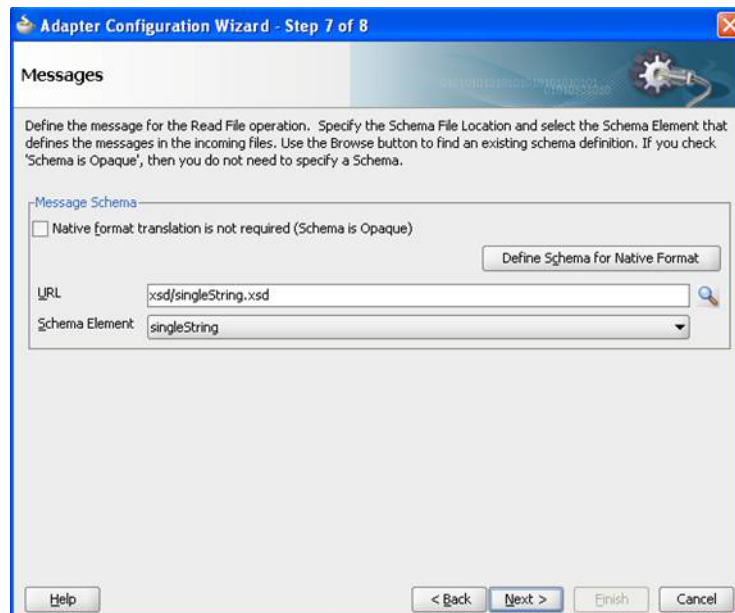 Adapter Configuration Wizard - Step 7 of 8
Messages
Define the message for the Read File operation. Specify the Schema File Location and select the Schema Element that
defines the messages in the incoming files. Use the Browse button to find an existing schema definition. If you check
'Schema is Opaque', then you do not need to specify a Schema.
Message Schema
Native format translation is not required (Schema is Opaque)
Define Schema for Native Format
URL xsd/singleString.xsd
Schema Element singleString
Help < Back Next > Finish Cancel